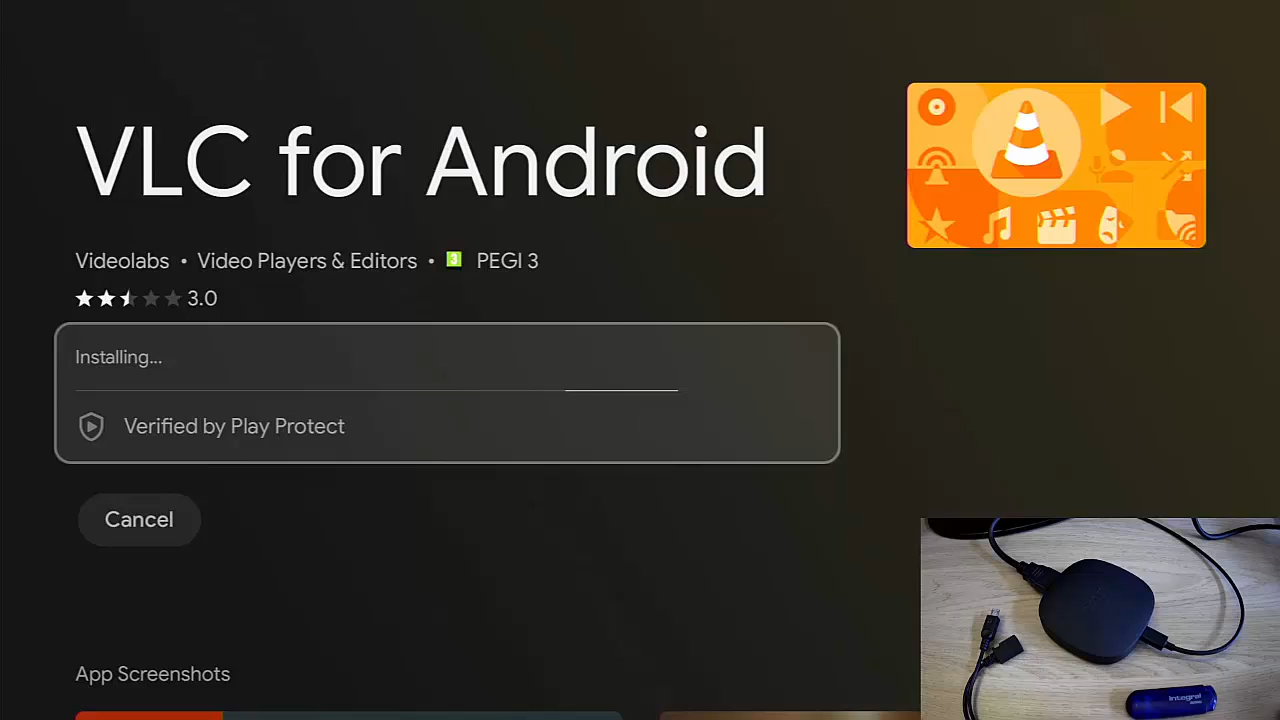 VLC for Android
Videolabs • Video Players & Editors • 3 PEGI 3
3.0
Installing...
Verified by Play Protect
Cancel
App Screenshots
integral